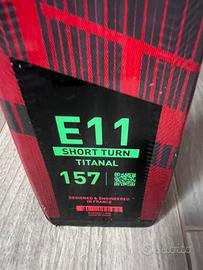 E11
SHORT TURN
TITANAL
157
DESIGNED & ENGINEERED
IN FRANCE